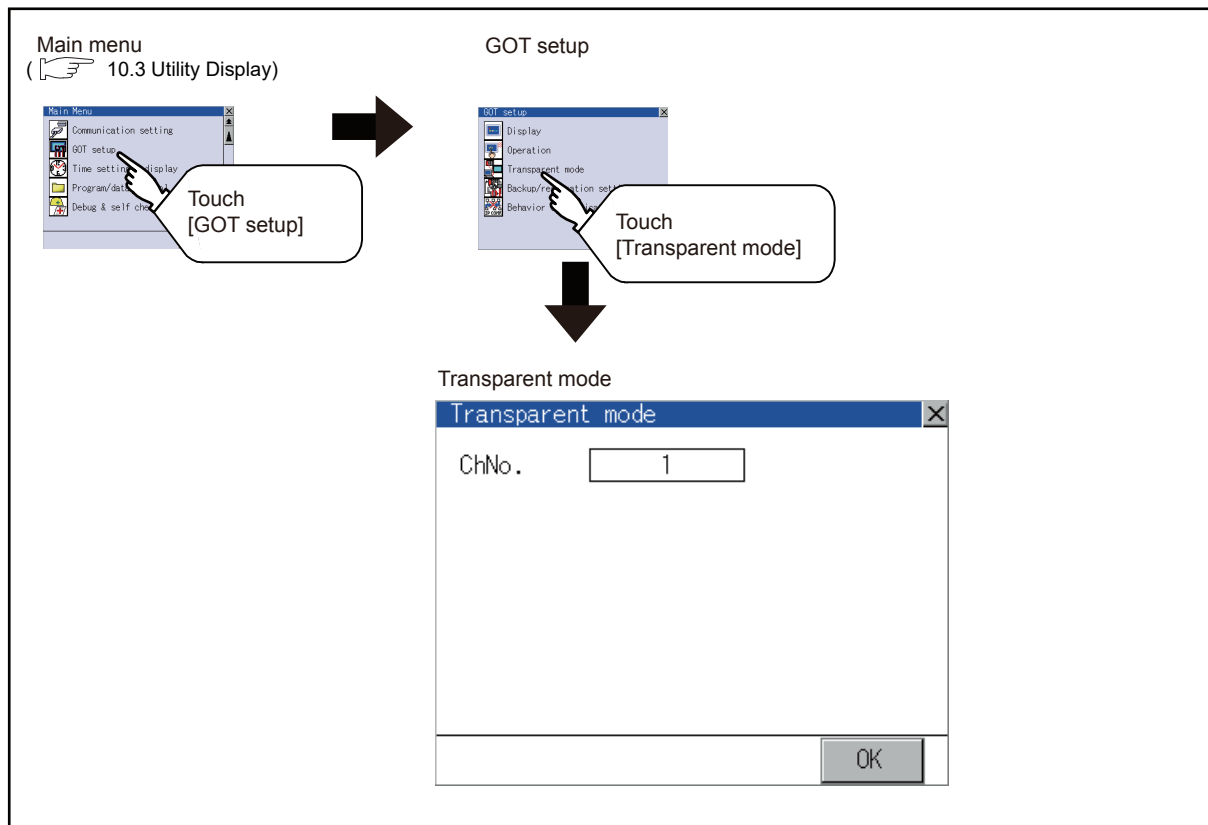 Main menu
( 10.3 Utility Display)
GOT setup
Main Menu
Communication setting
GOT setup
Time setting display
Program/dat
Debug & self che
Touch
[GOT setup]
GOT setup
Display
Operation
Transparent mode
Backup/re ation sett
Behavior
Touch
[Transparent mode]
Transparent mode
Transparent mode
ChNo. 1
OK